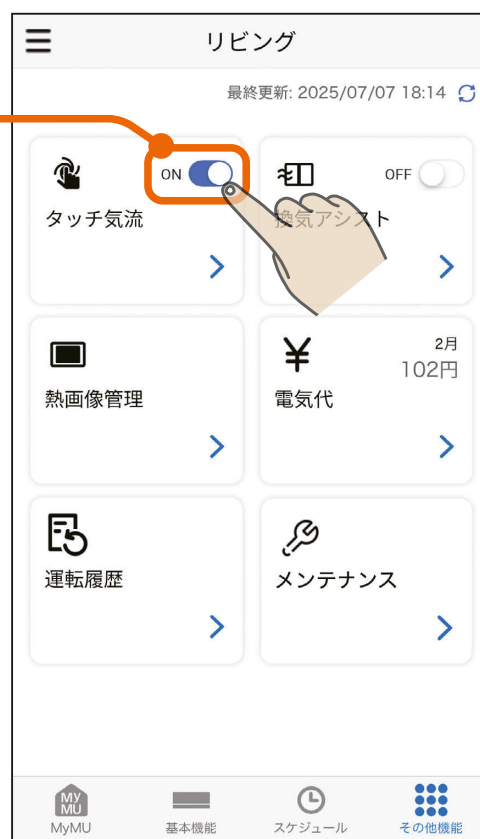 リビング
最終更新: 2025/07/07 18:14
ON
タッチ気流
OFF
換気アシスト
熱画像管理
¥
2月
102円
電気代
運転履歴
メンテナンス
MY
MU
MyMU
基本機能
スケジュール
その他機能